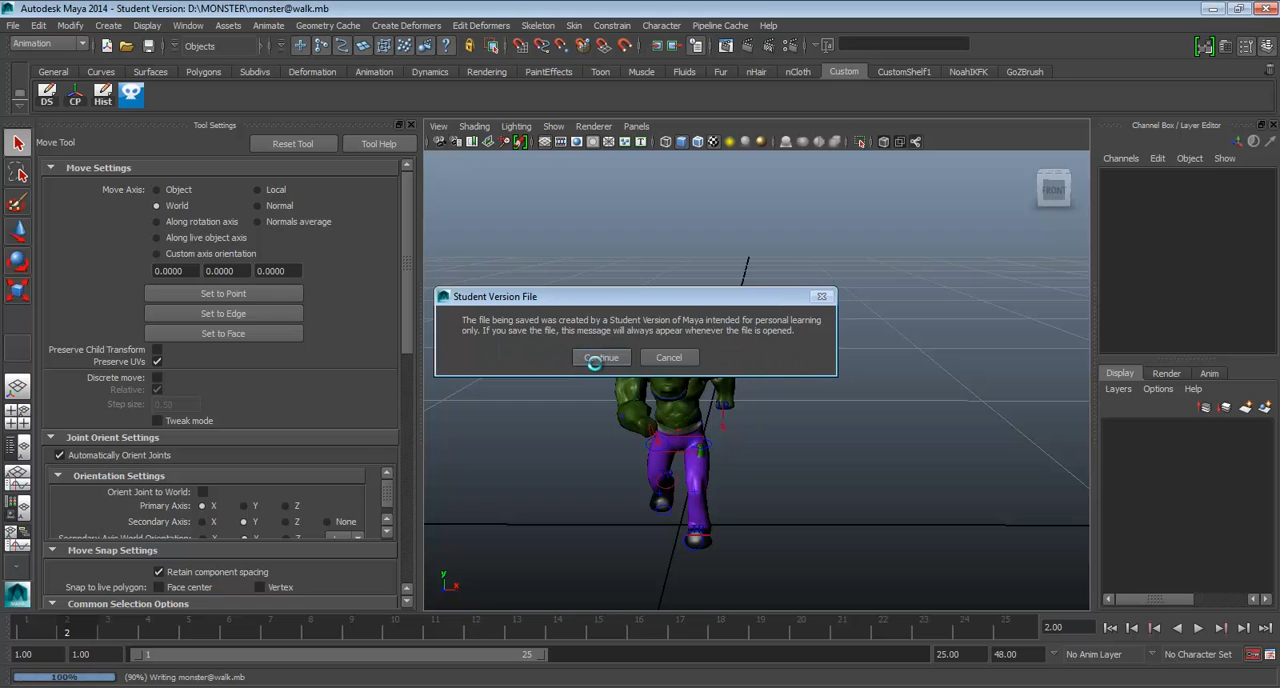 Autodesk Maya 2014 - Student Version: D:\MONSTER\monster@walk.mb
File Edit Modify Create Display Window Assets Animate Geometry Cache Create Deformers Edit Deformers Skeleton Skin Constrain Character Pipeline Cache Help
Animation Objects
General Curves Surfaces Polygons Subdivs Deformation Animation Dynamics Rendering PaintEffects Toon Muscle Fluids Fur nHair nCloth Custom CustomShelf1 NoahIKFK GoZBrush
DS CP Hist
Tool Settings
Move Tool Reset Tool Tool Help
Move Settings
Move Axis: Object Local
World Normal
Along rotation axis Normals average
Along live object axis
Custom axis orientation
0.0000 0.0000 0.0000
Set to Point
Set to Edge
Set to Face
Preserve Child Transform
Preserve UVs
Discrete move:
Relative:
Step size: 0.50
Tweak mode
Joint Orient Settings
Automatically Orient Joints
Orientation Settings
Orient Joint to World:
Primary Axis: X Y Z
Secondary Axis: X Y Z None
Secondary Axis World Orientation:
Move Snap Settings
Retain component spacing
Snap to live polygon: Face center Vertex
Common Selection Options
View Shading Lighting Show Renderer Panels
FRONT
Student Version File
The file being saved was created by a Student Version of Maya intended for personal learning
only. If you save the file, this message will always appear whenever the file is opened.
Continue Cancel
y
x
Channel Box / Layer Editor
Channels Edit Object Show
Display Render Anim
Layers Options Help
1 2 3 4 5 6 7 8 9 10 11 12 13 14 15 16 17 18 19 20 21 22 23 24 25
2
2.00
1.00 1.00 1 25 25.00 48.00 No Anim Layer No Character Set
100% (90%) Writing monster@walk.mb